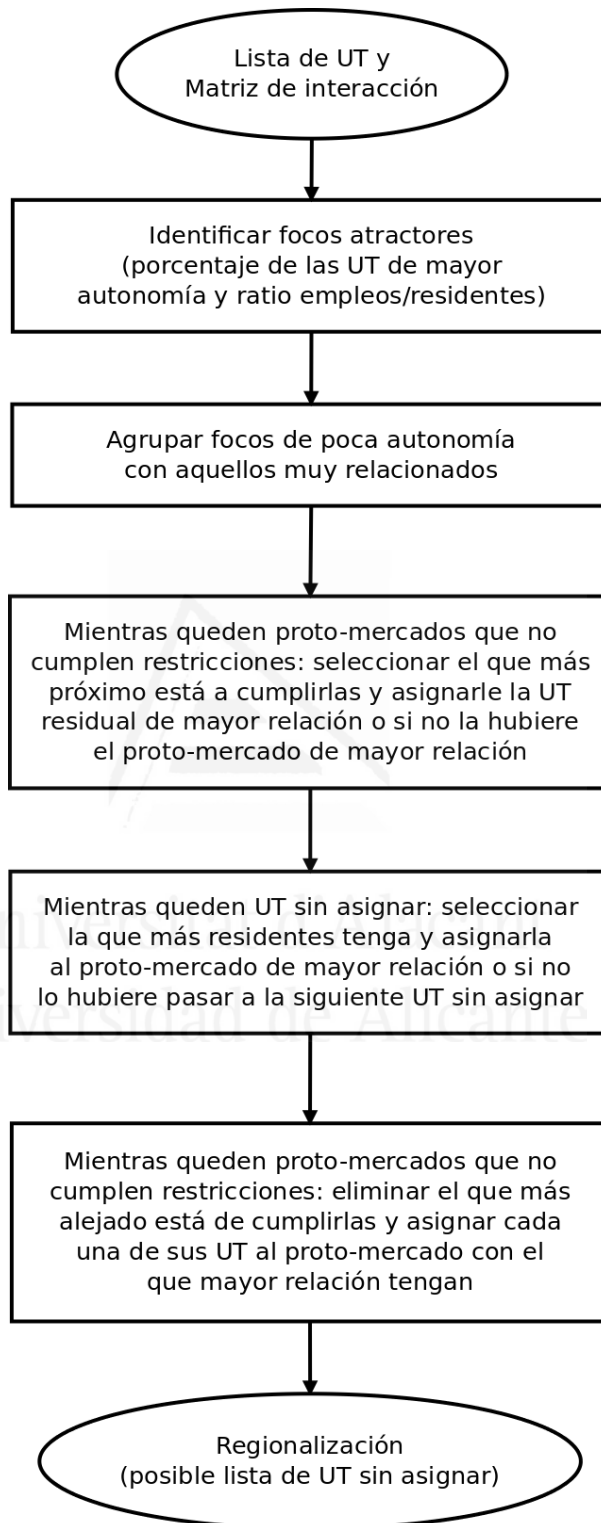 Lista de UT y
Matriz de interacción
Identificar focos atractores
(porcentaje de las UT de mayor
autonomía y ratio empleos/residentes)
Agrupar focos de poca autonomía
con aquellos muy relacionados
Mientras queden proto-mercados que no
cumplen restricciones: seleccionar el que más
próximo está a cumplirlas y asignarle la UT
residual de mayor relación o si no la hubiere
el proto-mercado de mayor relación
Mientras queden UT sin asignar: seleccionar
la que más residentes tenga y asignarla
al proto-mercado de mayor relación o si no
lo hubiere pasar a la siguiente UT sin asignar
Universitat d'Alacant
Universidad de Alicante
Mientras queden proto-mercados que no
cumplen restricciones: eliminar el que más
alejado está de cumplirlas y asignar cada
una de sus UT al proto-mercado con el
que mayor relación tengan
Regionalización
(posible lista de UT sin asignar)